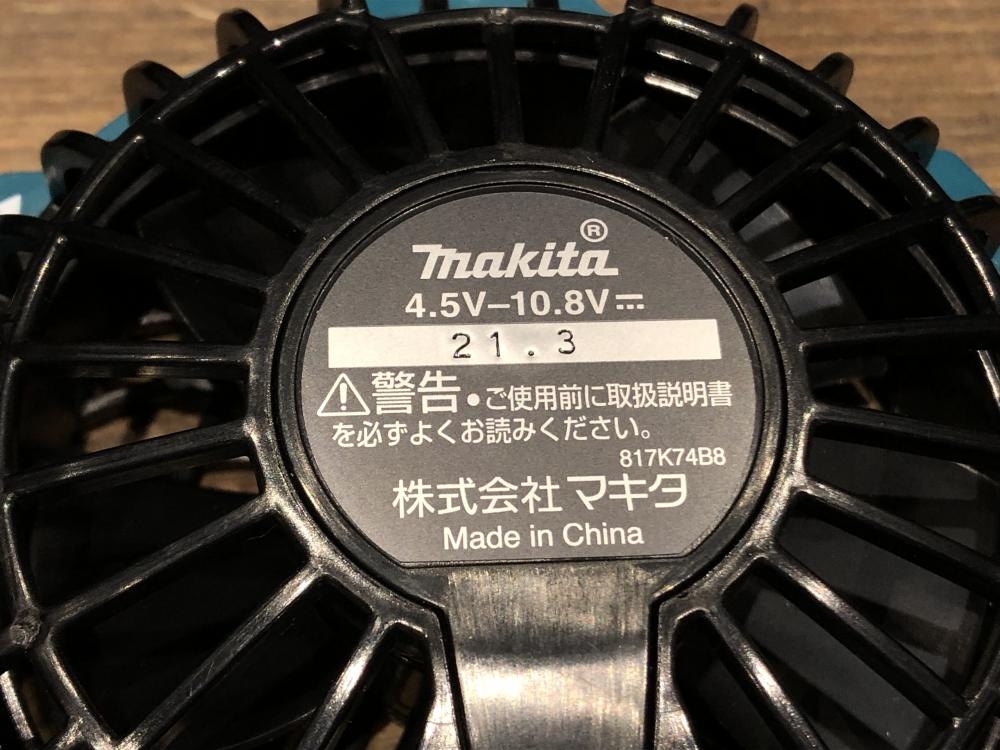 makita®
4.5V–10.8V⎓
21.3
⚠警告•ご使用前に取扱説明書
を必ずよくお読みください。
817K74B8
株式会社マキタ
Made in China